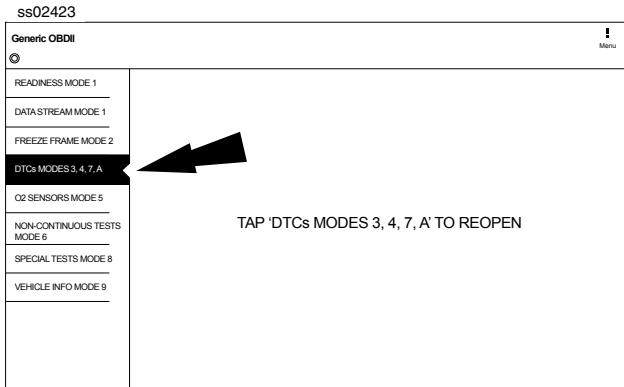 ss02423
Generic OBDII
Menu
READINESS MODE 1
DATA STREAM MODE 1
FREEZE FRAME MODE 2
DTCs MODES 3, 4, 7, A
O2 SENSORS MODE 5
NON-CONTINUOUS TESTS
MODE 6
SPECIAL TESTS MODE 8
VEHICLE INFO MODE 9
TAP ‘DTCs MODES 3, 4, 7, A’ TO REOPEN